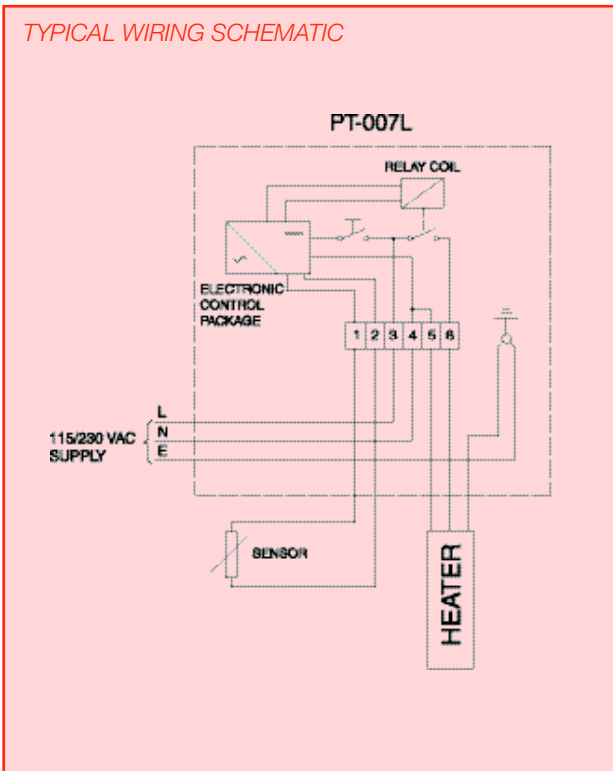 TYPICAL WIRING SCHEMATIC
PT-007L
RELAY COIL
ELECTRONIC
CONTROL
PACKAGE
1 2 3 4 5 6
L
N
E
115/230 VAC
SUPPLY
SENSOR
HEATER